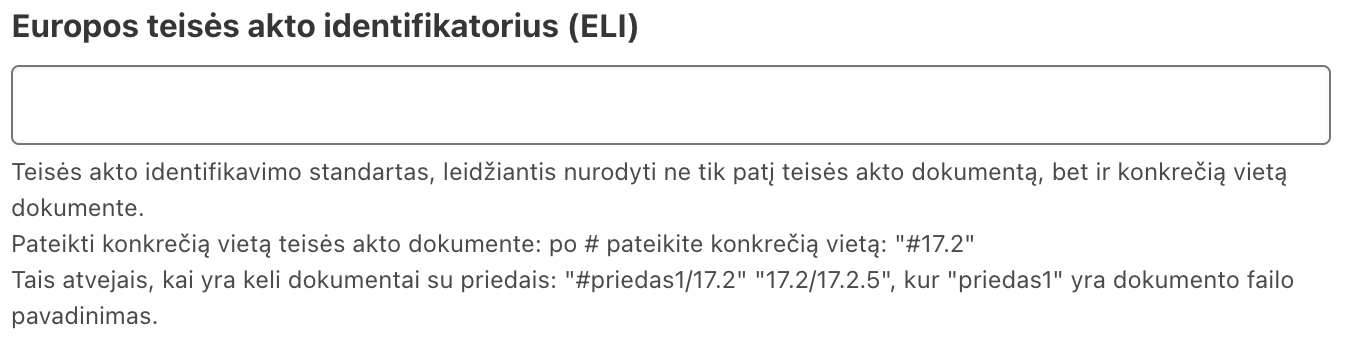 Europos teisės akto identifikatorius (ELI)
Teisės akto identifikavimo standartas, leidžiantis nurodyti ne tik patį teisės akto dokumentą, bet ir konkrečią vietą
dokumente.
Pateikti konkrečią vietą teisės akto dokumente: po # pateikite konkrečią vietą: "#17.2"
Tais atvejais, kai yra keli dokumentai su priedais: "#priedas1/17.2" "17.2/17.2.5", kur "priedas1" yra dokumento failo
pavadinimas.